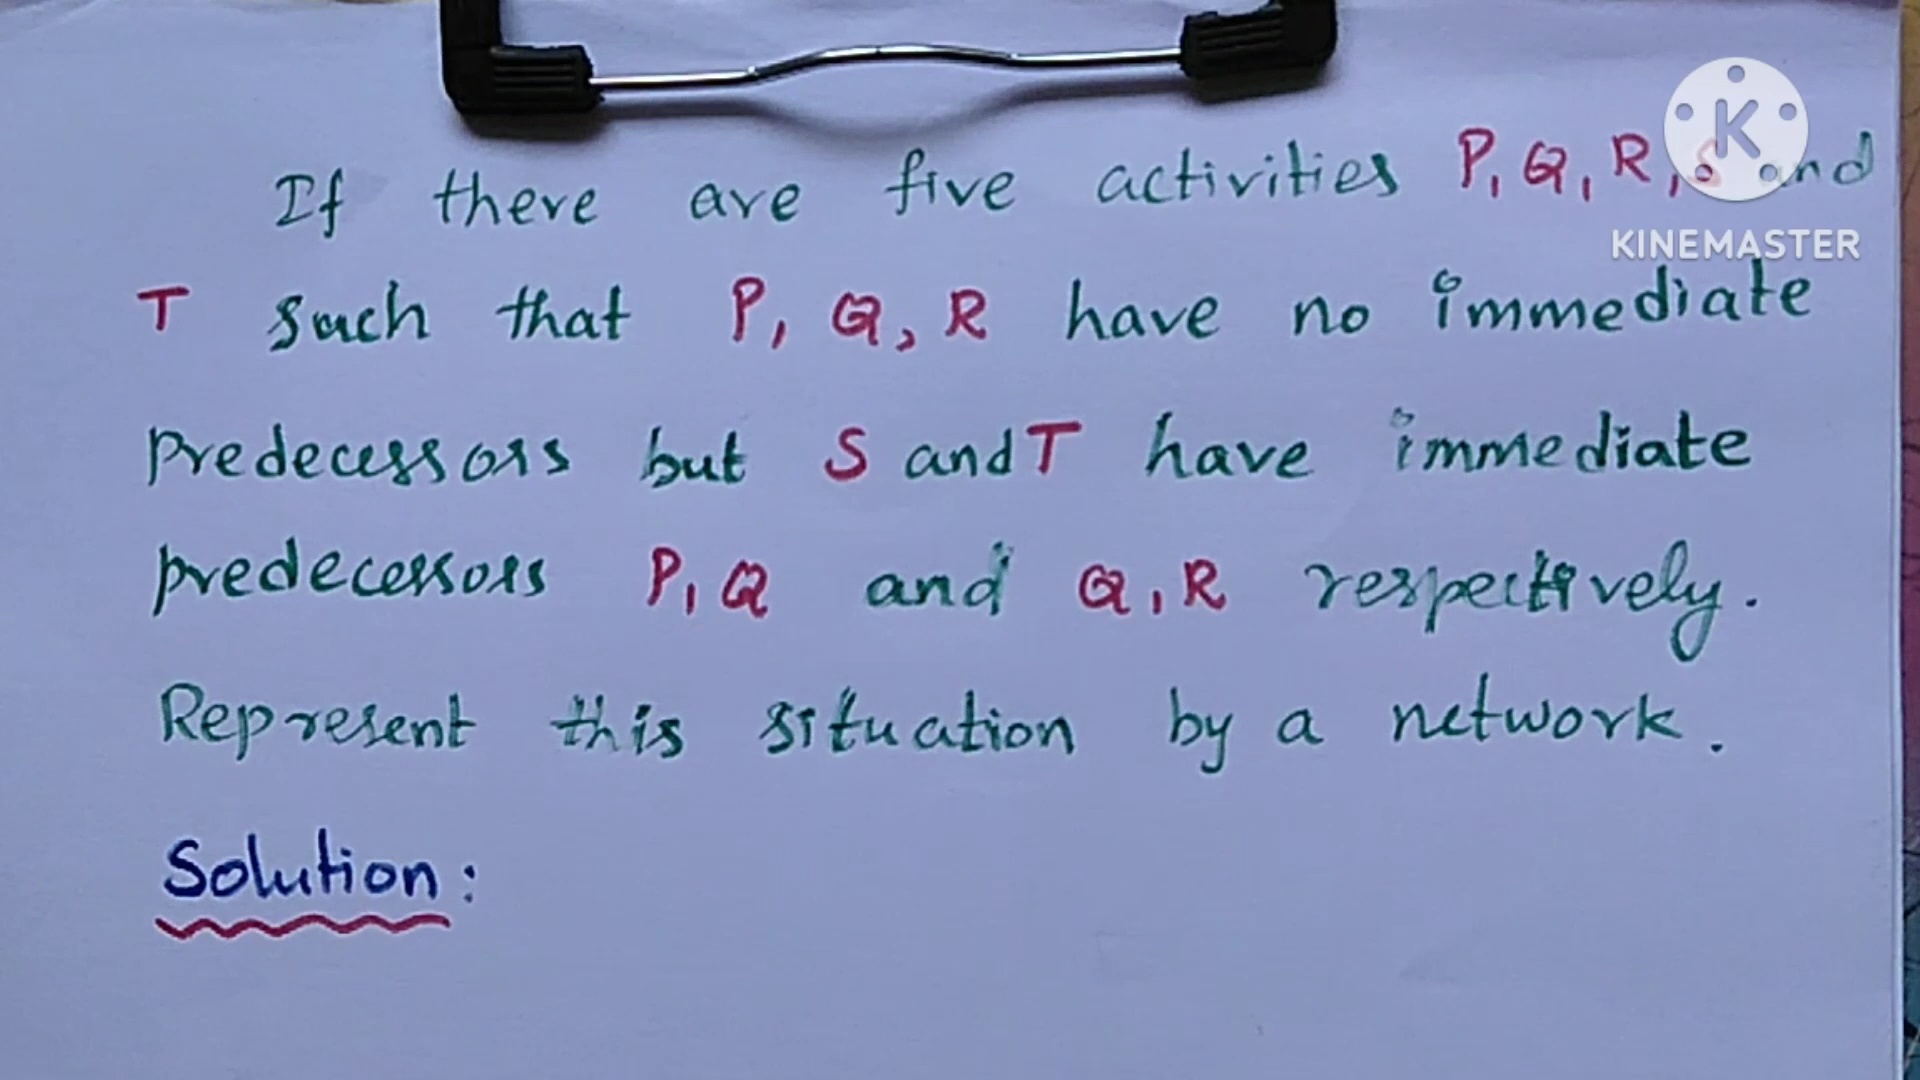 If there are five activities P, Q, R, S and
KINEMASTER
T such that P, Q, R have no immediate
predecessors but S and T have immediate
predecessors P, Q and Q, R respectively.
Represent this situation by a network.
Solution: